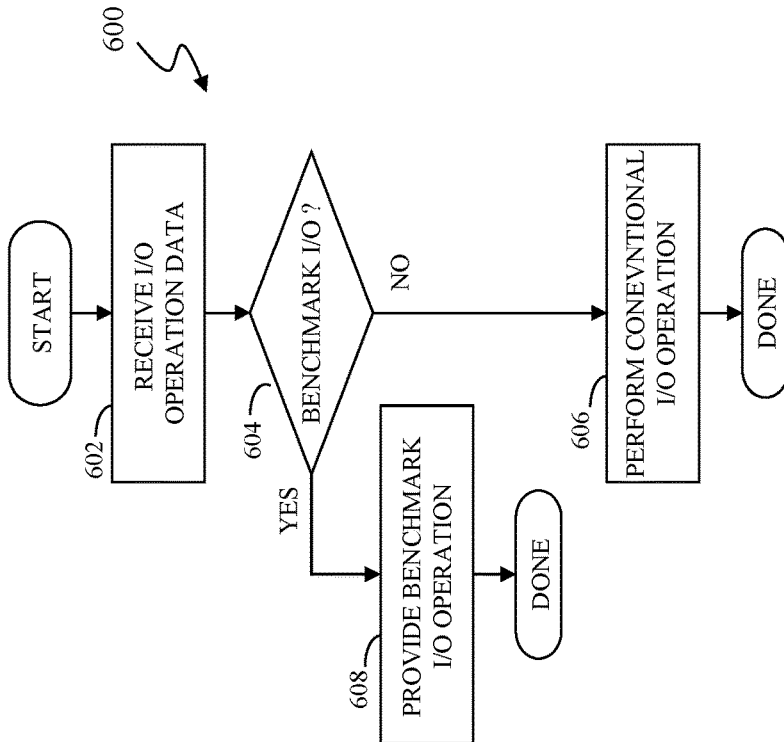 600
START
602
RECEIVE I/O
OPERATION DATA
604
BENCHMARK I/O ?
YES
NO
608
PROVIDE BENCHMARK
I/O OPERATION
DONE
606
PERFORM CONEVNTIONAL
I/O OPERATION
DONE